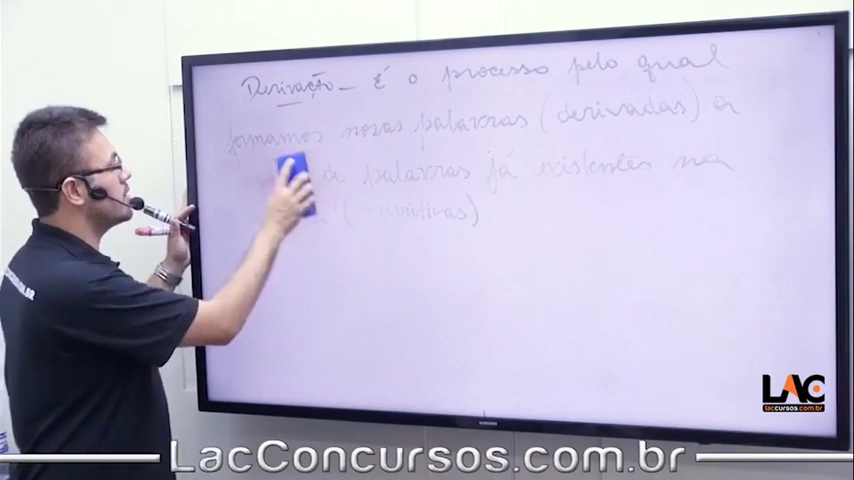 Derivação - É o processo pelo qual
formamos novas palavras (derivadas) a
de palavras já existentes na
LAC
laccursos.com.br
SAMSUNG
LacConcursos.com.br